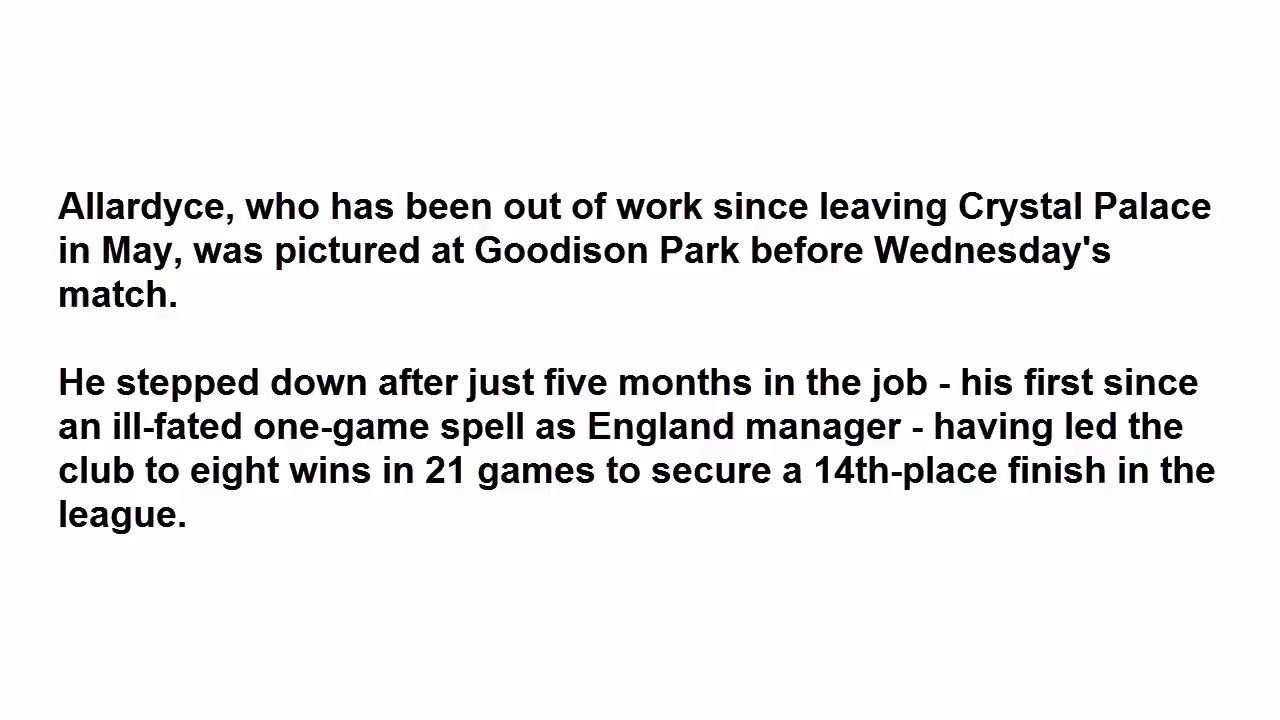 Allardyce, who has been out of work since leaving Crystal Palace
in May, was pictured at Goodison Park before Wednesday's
match.
He stepped down after just five months in the job - his first since
an ill-fated one-game spell as England manager - having led the
club to eight wins in 21 games to secure a 14th-place finish in the
league.